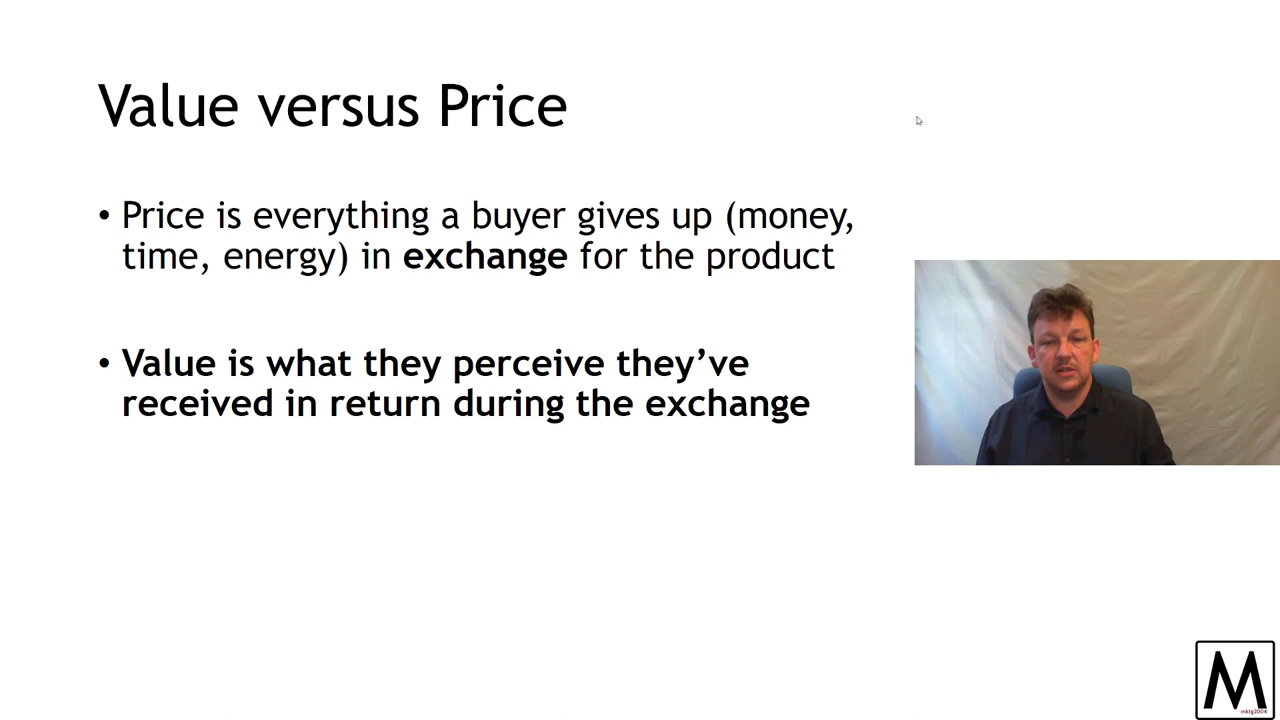 Value versus Price
• Price is everything a buyer gives up (money,
time, energy) in exchange for the product
• Value is what they perceive they’ve
received in return during the exchange
M
mktg2004